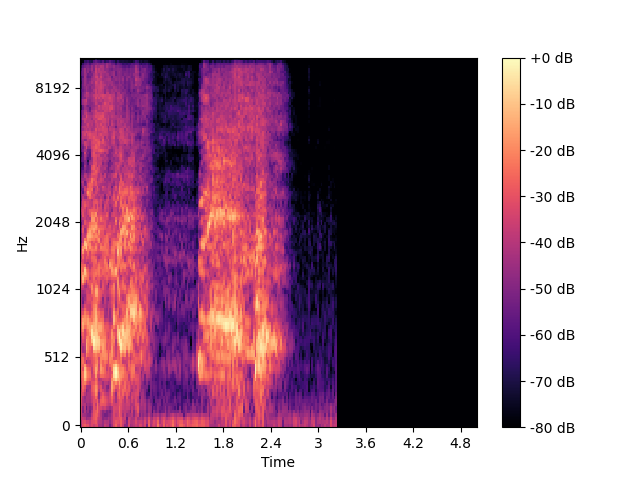 +0 dB
8192
-10 dB
4096
-20 dB
-30 dB
2048
Hz
-40 dB
1024
-50 dB
-60 dB
512
-70 dB
0
-80 dB
0 0.6 1.2 1.8 2.4 3 3.6 4.2 4.8
Time